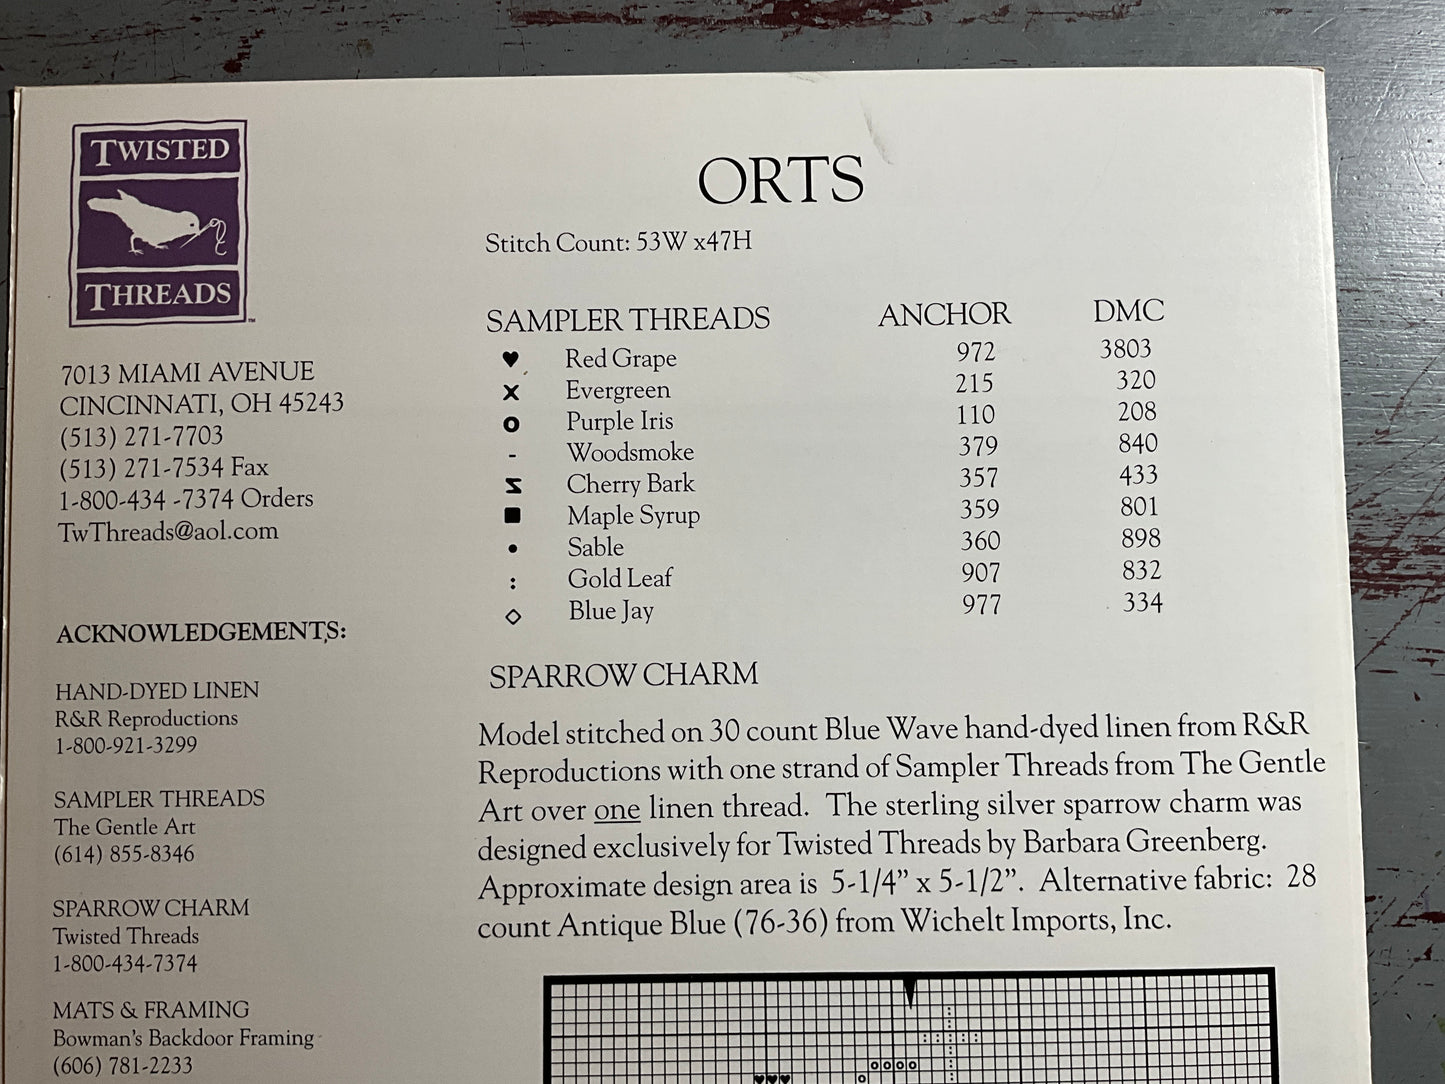 TWISTED
THREADS™
7013 MIAMI AVENUE
CINCINNATI, OH 45243
(513) 271-7703
(513) 271-7534 Fax
1-800-434 -7374 Orders
TwThreads@aol.com
ACKNOWLEDGEMENTS:
HAND-DYED LINEN
R&R Reproductions
1-800-921-3299
SAMPLER THREADS
The Gentle Art
(614) 855-8346
SPARROW CHARM
Twisted Threads
1-800-434-7374
MATS & FRAMING
Bowman's Backdoor Framing
(606) 781-2233
ORTS
Stitch Count: 53W x47H
SAMPLER THREADS ANCHOR DMC
♥ Red Grape 972 3803
X Evergreen 215 320
O Purple Iris 110 208
- Woodsmoke 379 840
Σ Cherry Bark 357 433
■ Maple Syrup 359 801
• Sable 360 898
: Gold Leaf 907 832
◇ Blue Jay 977 334
SPARROW CHARM
Model stitched on 30 count Blue Wave hand-dyed linen from R&R
Reproductions with one strand of Sampler Threads from The Gentle
Art over one linen thread. The sterling silver sparrow charm was
designed exclusively for Twisted Threads by Barbara Greenberg.
Approximate design area is 5-1/4” x 5-1/2”. Alternative fabric: 28
count Antique Blue (76-36) from Wichelt Imports, Inc.